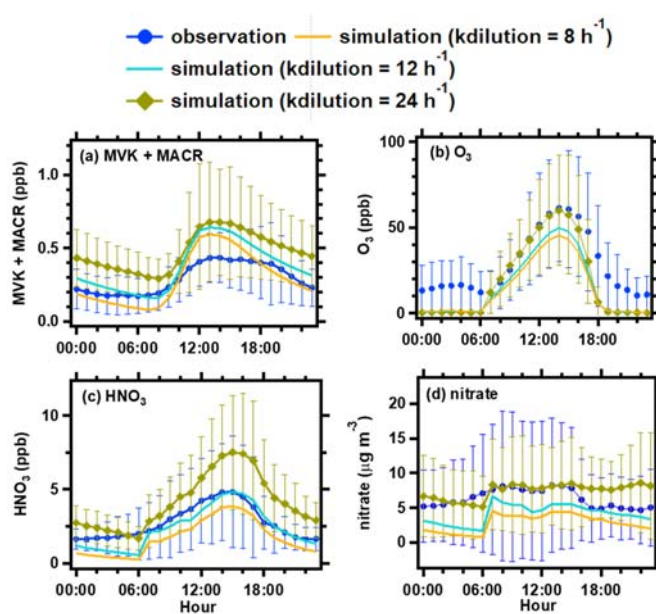 observation simulation (kdilution = 8 h⁻¹)
simulation (kdilution = 12 h⁻¹)
simulation (kdilution = 24 h⁻¹)
(a) MVK + MACR
MVK + MACR (ppb)
1.0
0.5
0.0
00:00 06:00 12:00 18:00
(b) O₃
O₃ (ppb)
100
50
0
00:00 06:00 12:00 18:00
(c) HNO₃
HNO₃ (ppb)
10
5
0
00:00 06:00 12:00 18:00
Hour
(d) nitrate
nitrate (μg m⁻³)
20
15
10
5
0
00:00 06:00 12:00 18:00
Hour